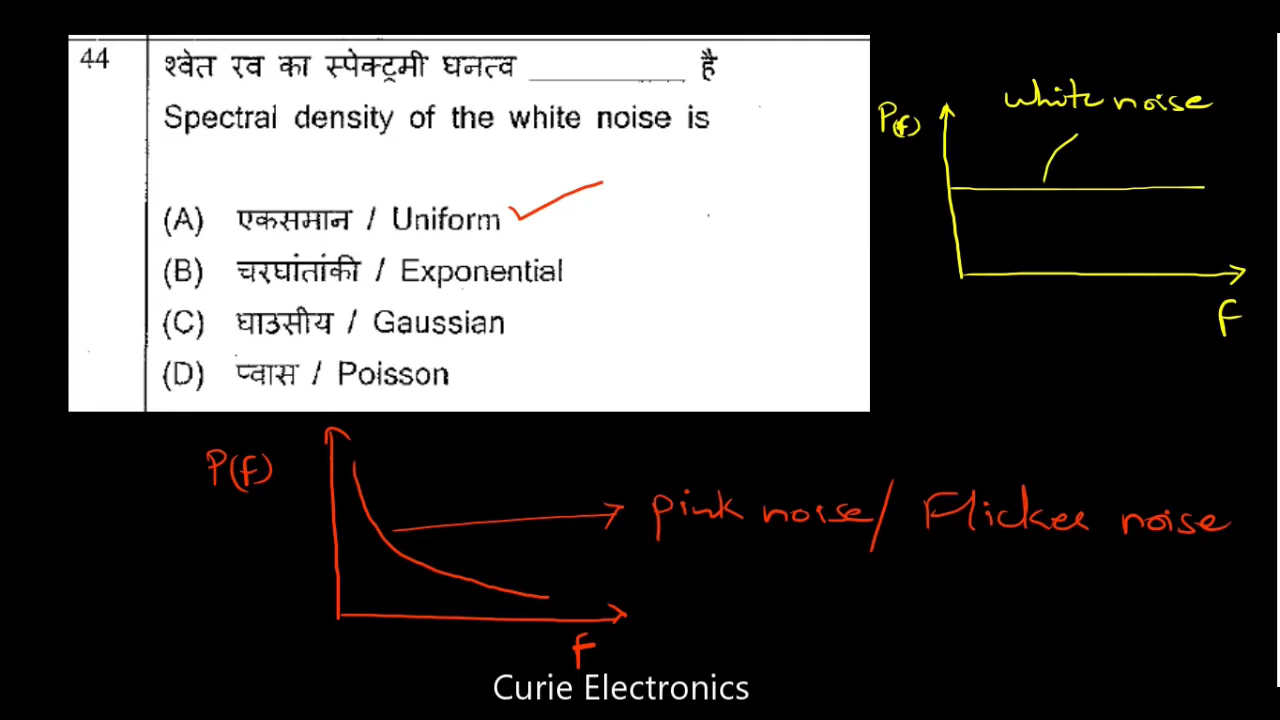 44
श्वेत रव का स्पेक्ट्रमी घनत्व __________ है
Spectral density of the white noise is
(A) एकसमान / Uniform
(B) चरघांतांकी / Exponential
(C) घाउसीय / Gaussian
(D) प्वास / Poisson
P(f)
white noise
F
P(f)
pink noise/ Flicker noise
F
Curie Electronics